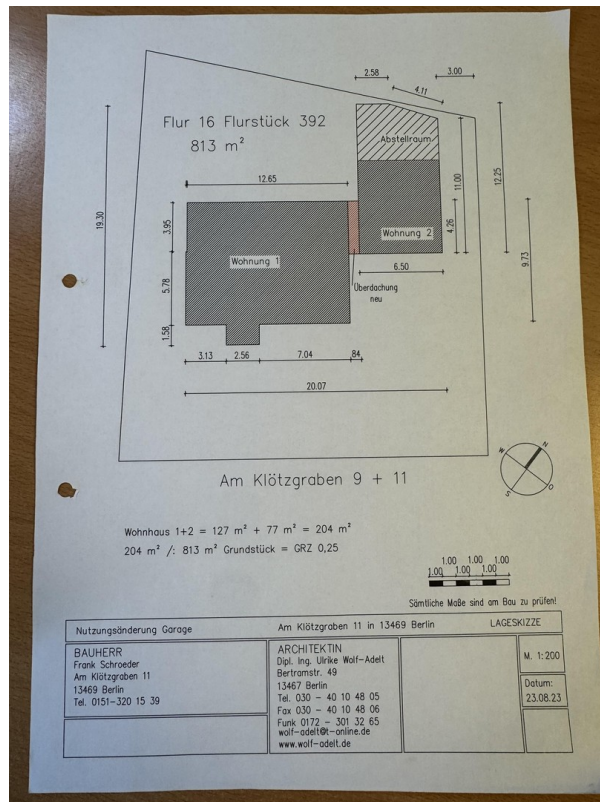 2.58
3.00
4.11
Flur 16 Flurstück 392
813 m²
Abstellraum
12.65
11.00
12.25
19.30
3.95
4.26
Wohnung 2
Wohnung 1
9.73
5.78
6.50
Überdachung
neu
1.58
3.13
2.56
7.04
84
20.07
N
W
S
O
Am Klötzgraben 9 + 11
Wohnhaus 1+2 = 127 m² + 77 m² = 204 m²
204 m² /: 813 m² Grundstück = GRZ 0,25
1.00 1.00 1.00
1.00 1.00 1.00
Sämtliche Maße sind am Bau zu prüfen!
Nutzungsänderung Garage
Am Klötzgraben 11 in 13469 Berlin
LAGESKIZZE
BAUHERR
Frank Schroeder
Am Klötzgraben 11
13469 Berlin
Tel. 0151-320 15 39
ARCHITEKTIN
Dipl. Ing. Ulrike Wolf-Adelt
Bertramstr. 49
13467 Berlin
Tel. 030 - 40 10 48 05
Fax 030 - 40 10 48 06
Funk 0172 - 301 32 65
wolf-adelt@t-online.de
www.wolf-adelt.de
M. 1:200
Datum:
23.08.23